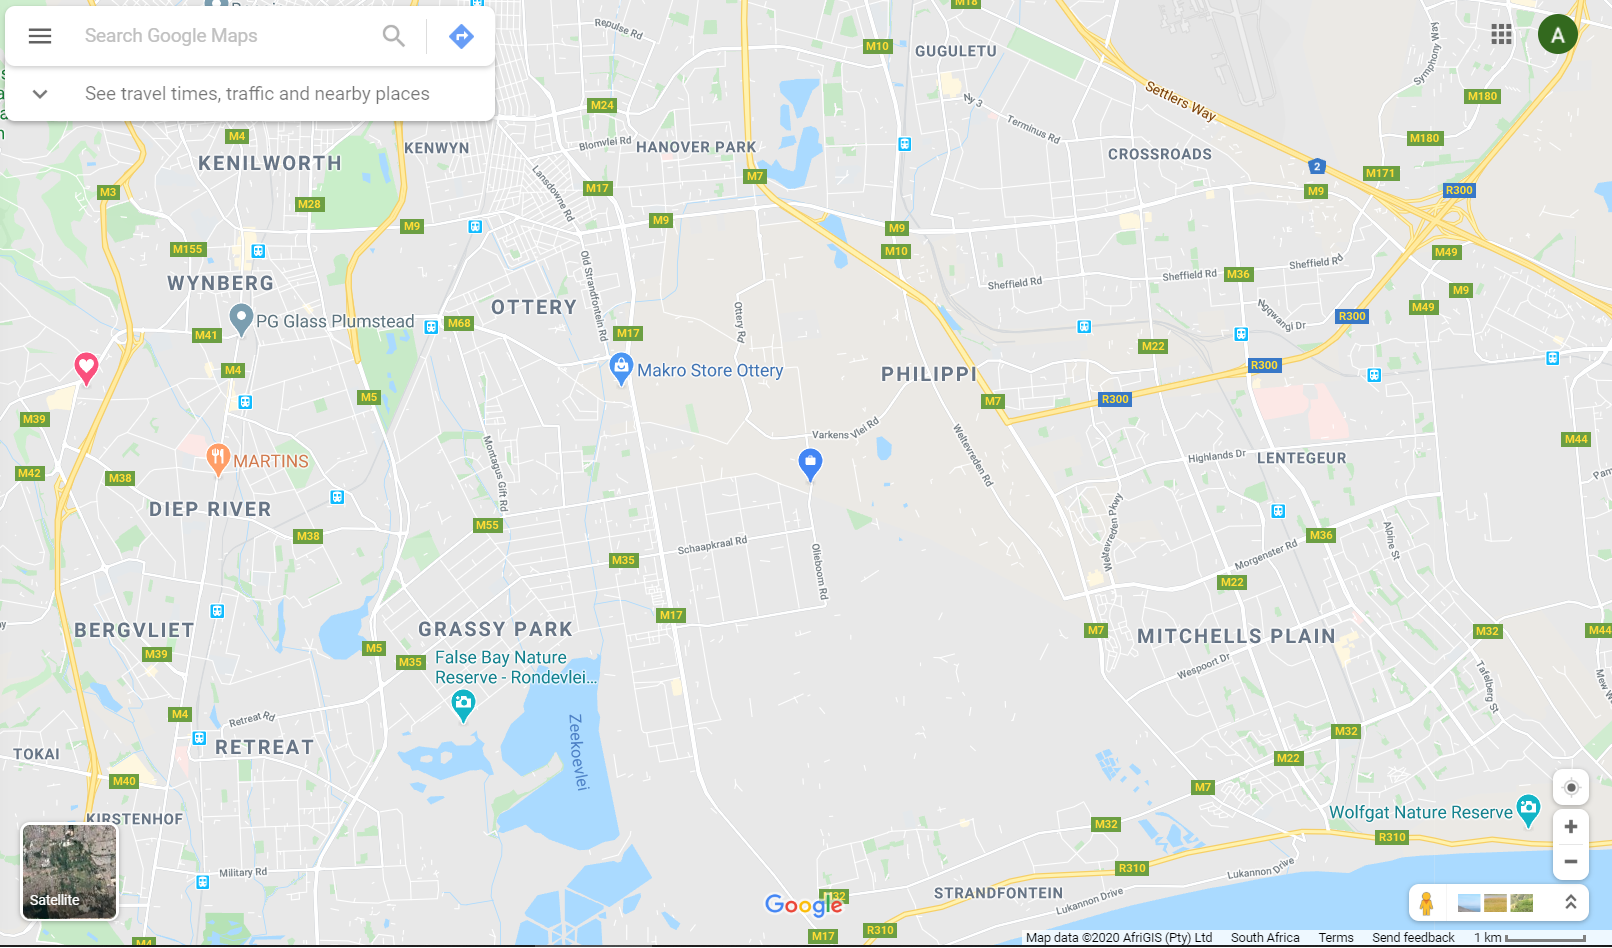 Search Google Maps
See travel times, traffic and nearby places
A
M18
Repulse Rd
M10
GUGULETU
Symphony Way
Settlers Way
M180
M24
Ny 3
Terminus Rd
M180
M4
KENWYN
Blomvlei Rd
HANOVER PARK
CROSSROADS
KENILWORTH
2
M171
M3
Lansdowne Rd
M17
M7
M9
R300
M28
M9
M9
M9
M155
M10
M49
Old Strandfontein Rd
Sheffield Rd
Sheffield Rd
M36
Sheffield Rd
WYNBERG
OTTERY
M9
Ottery Rd
Ngqwangi Dr
M49
PG Glass Plumstead
M68
R300
M41
M17
M22
M4
Makro Store Ottery
PHILIPPI
R300
M5
M7
R300
M39
Varkens Vlei Rd
M44
Weltevreden Rd
MARTINS
Montagus Gift Rd
Highlands Dr
LENTEGEUR
M42
M38
DIEP RIVER
Weltevreden Pkwy
M55
M38
Schaapkraal Rd
Alpine St
M36
M35
Olieboom Rd
Morgenster Rd
M22
M17
BERGVLIET
GRASSY PARK
M7
MITCHELLS PLAIN
M32
M44
M5
M39
M35
False Bay Nature
Reserve - Rondevlei...
Wespoort Dr
Tafelberg St
M4
Retreat Rd
Zeekoevlei
RETREAT
M32
TOKAI
M22
M40
M7
KIRSTENHOF
M32
Wolfgat Nature Reserve
R310
Military Rd
R310
Lukannon Drive
Satellite
STRANDFONTEIN
Lukannon Drive
M32
Google
R310
M17
M4
Map data ©2020 AfriGIS (Pty) Ltd South Africa Terms Send feedback 1 km